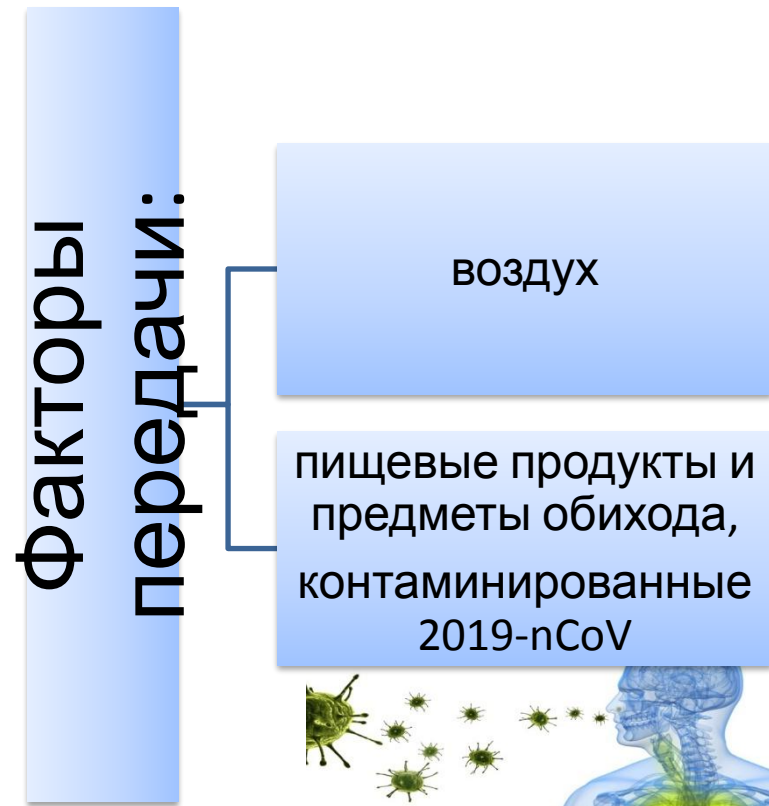 Факторы
передачи:
воздух
пищевые продукты и
предметы обихода,
контаминированные
2019-nCoV